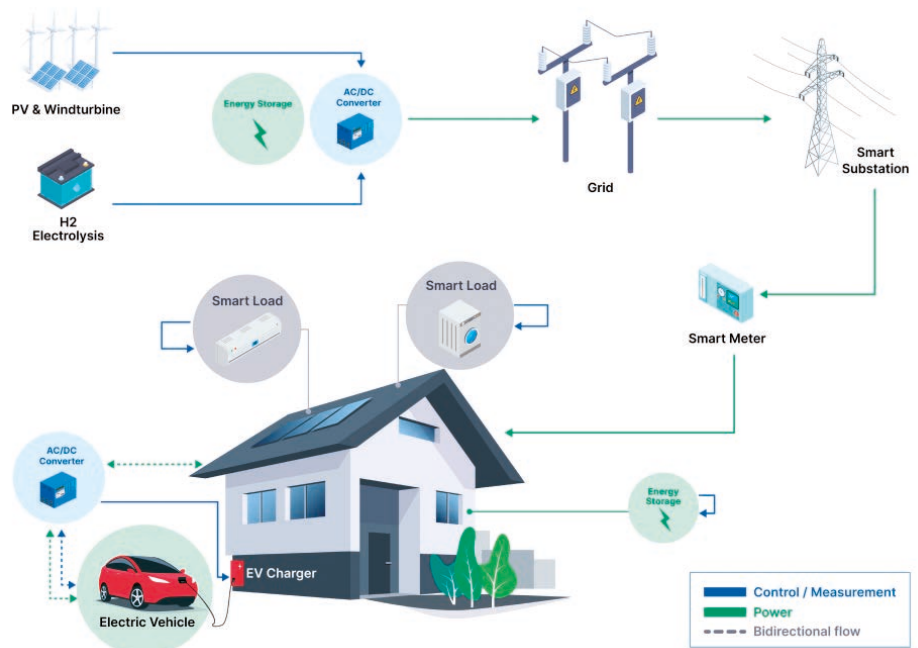 PV & Windturbine
Energy Storage
AC/DC
Converter
H2
Electrolysis
Grid
Smart
Substation
Smart Load
Smart Load
Smart Meter
AC/DC
Converter
Energy
Storage
EV Charger
Electric Vehicle
Control / Measurement
Power
Bidirectional flow